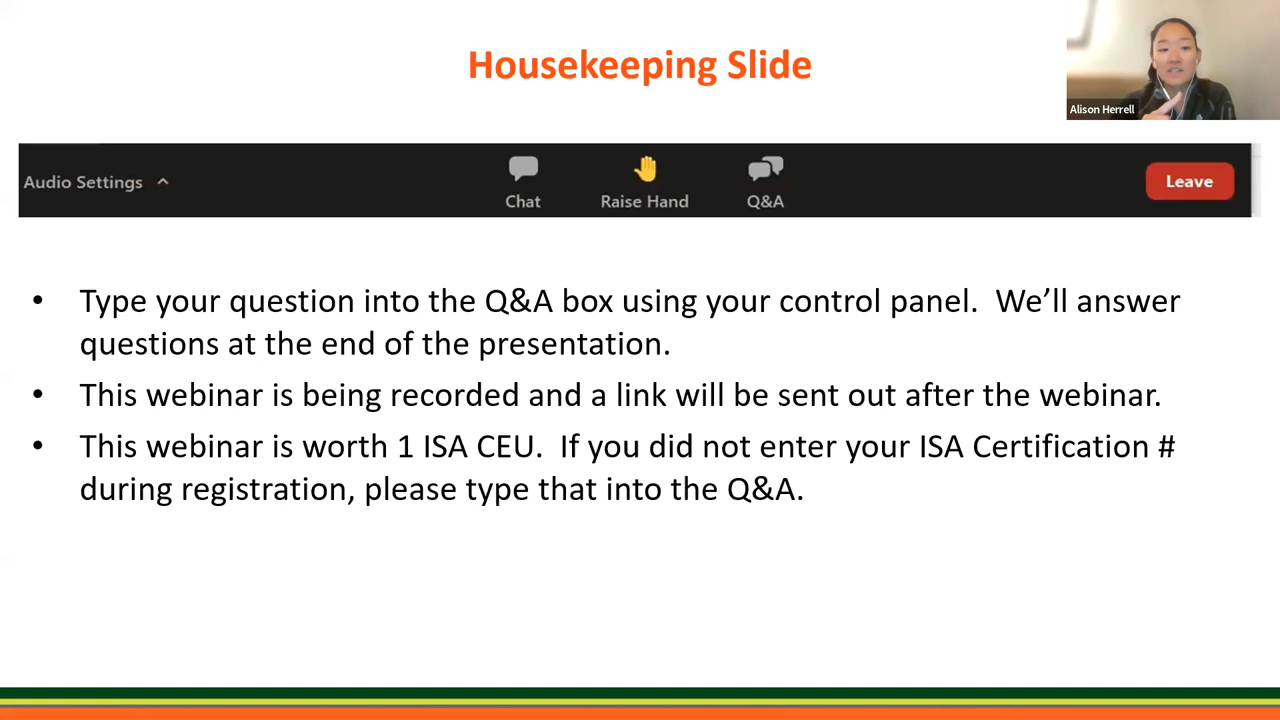 Housekeeping Slide
Alison Herrell
Audio Settings
Chat
Raise Hand
Q&A
Leave
• Type your question into the Q&A box using your control panel.  We’ll answer
questions at the end of the presentation.
• This webinar is being recorded and a link will be sent out after the webinar.
• This webinar is worth 1 ISA CEU.  If you did not enter your ISA Certification #
during registration, please type that into the Q&A.